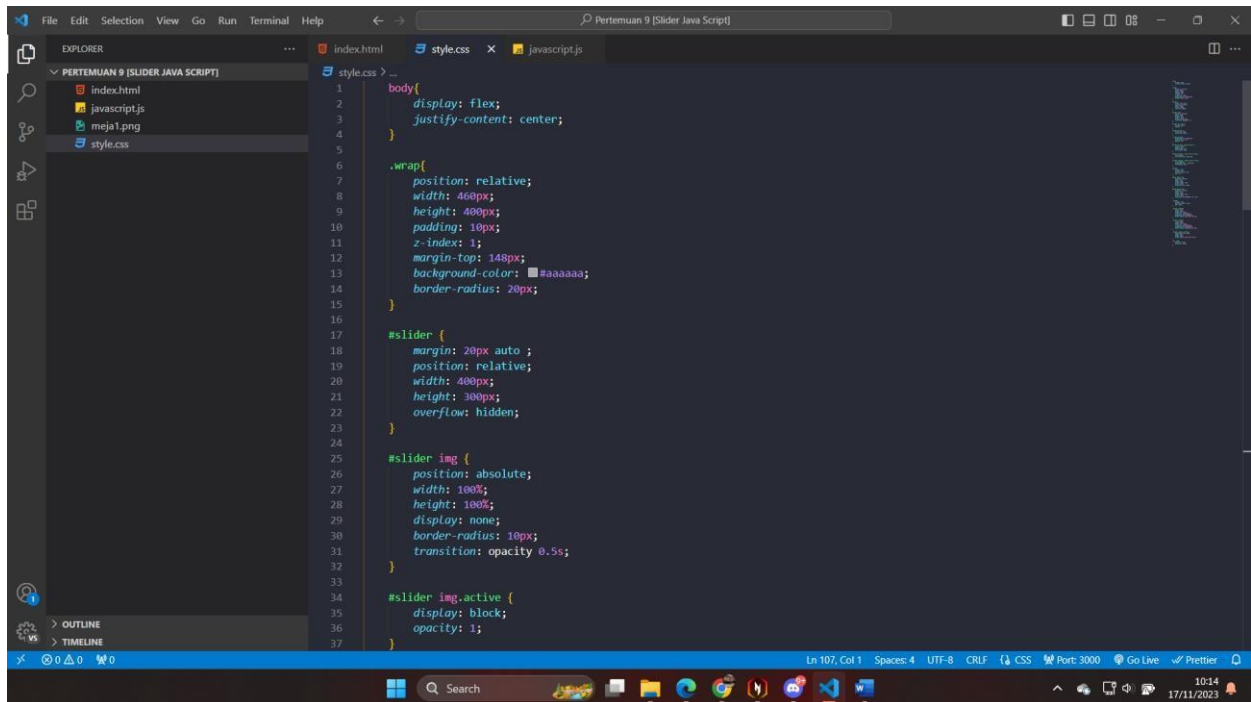 File Edit Selection View Go Run Terminal Help
Pertemuan 9 [Slider Java Script]
EXPLORER
index.html
style.css
javascript.js
PERTEMUAN 9 [SLIDER JAVA SCRIPT]
index.html
javascript.js
meja1.png
style.css
style.css > ...
1 body{
2 display: flex;
3 justify-content: center;
4 }
5
6 .wrap{
7 position: relative;
8 width: 460px;
9 height: 400px;
10 padding: 10px;
11 z-index: 1;
12 margin-top: 148px;
13 background-color: #aaaaaa;
14 border-radius: 20px;
15 }
16
17 #slider {
18 margin: 20px auto ;
19 position: relative;
20 width: 400px;
21 height: 300px;
22 overflow: hidden;
23 }
24
25 #slider img {
26 position: absolute;
27 width: 100%;
28 height: 100%;
29 display: none;
30 border-radius: 10px;
31 transition: opacity 0.5s;
32 }
33
34 #slider img.active {
35 display: block;
36 opacity: 1;
37 }
OUTLINE
TIMELINE
VS
1
0 0 0 Ln 107, Col 1 Spaces: 4 UTF-8 CRLF CSS Port: 3000 Go Live Prettier
Search
10:14
17/11/2023